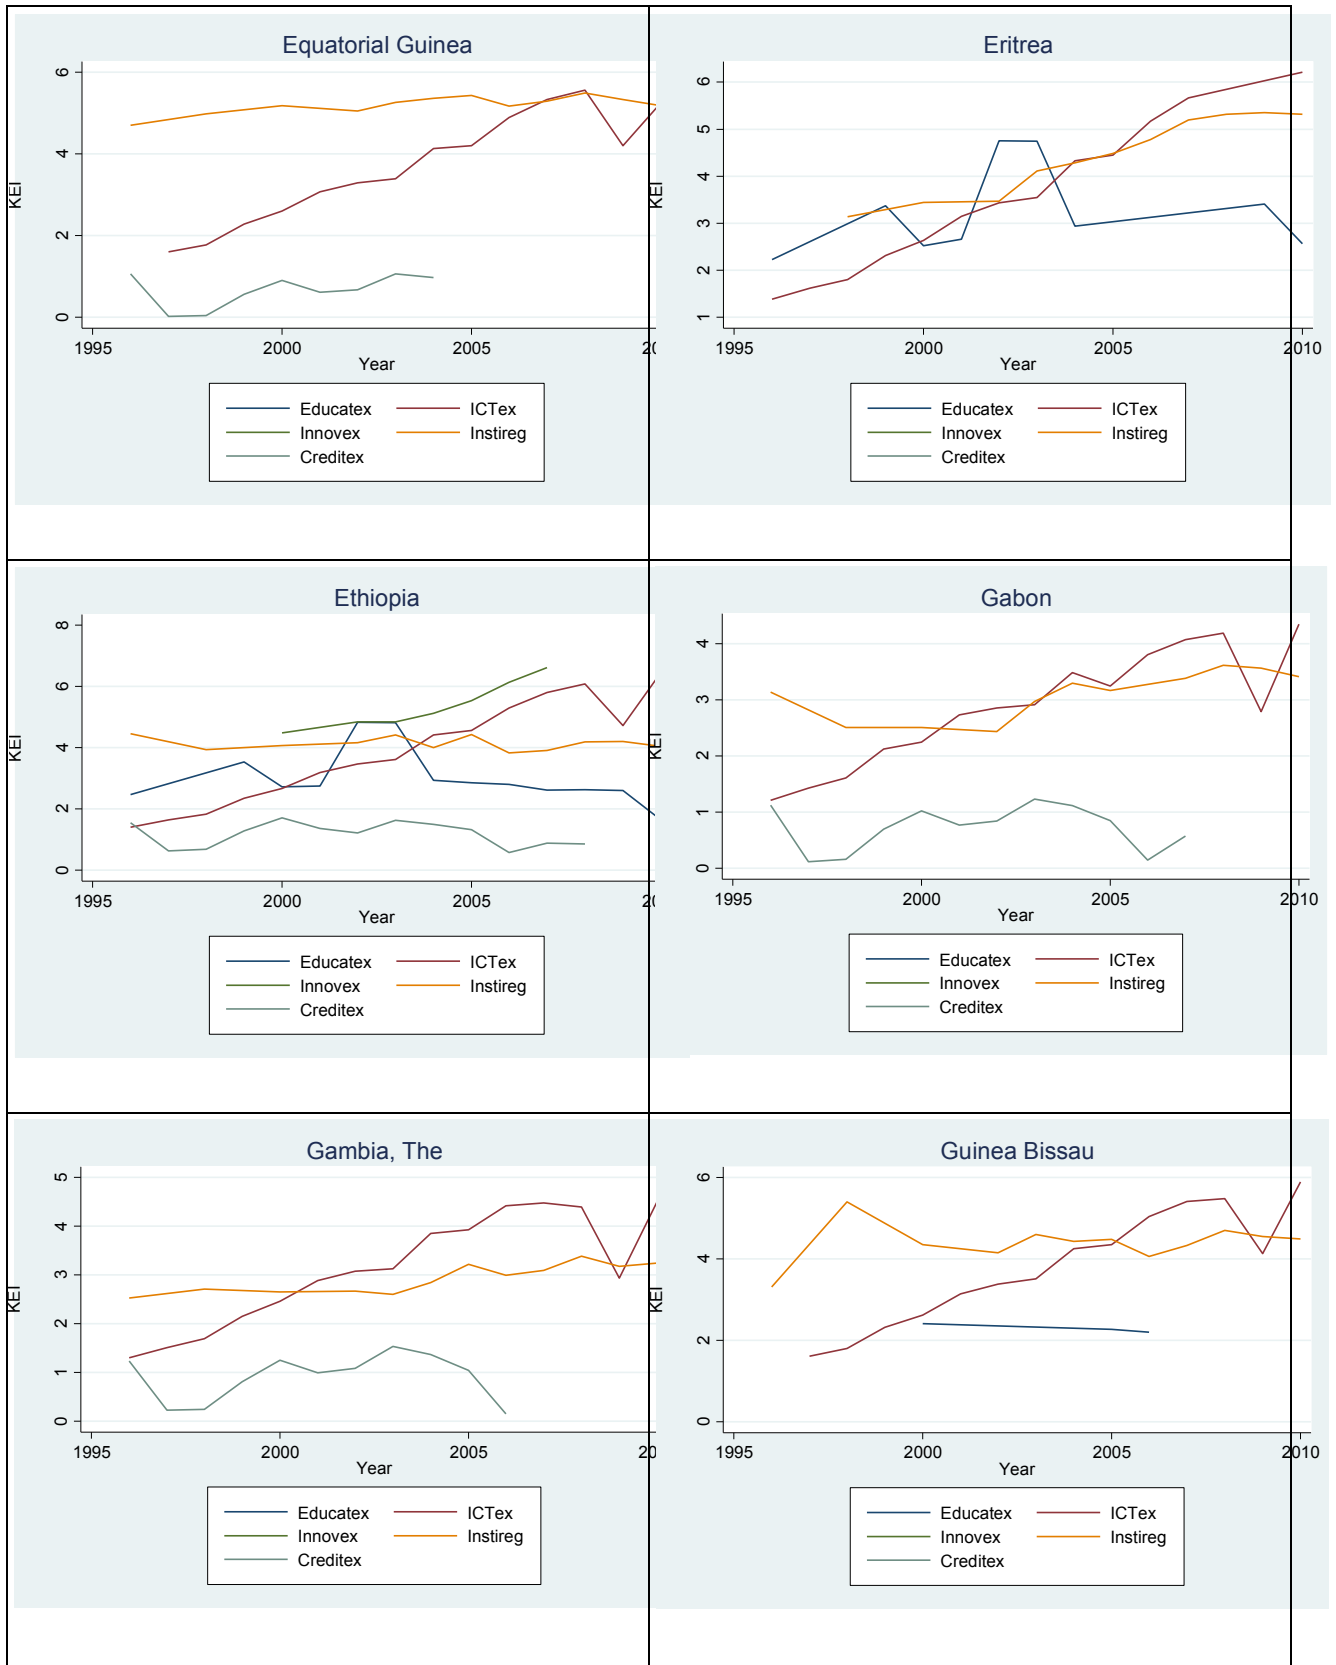 Equatorial Guinea
KEI
6
4
2
0
1995 2000 2005 20
Year
Educatex ICTex
Innovex Instireg
Creditex
Eritrea
KEI
6
5
4
3
2
1
1995 2000 2005 2010
Year
Educatex ICTex
Innovex Instireg
Creditex
Ethiopia
KEI
8
6
4
2
0
1995 2000 2005 20
Year
Educatex ICTex
Innovex Instireg
Creditex
Gabon
KEI
4
3
2
1
0
1995 2000 2005 2010
Year
Educatex ICTex
Innovex Instireg
Creditex
Gambia, The
KEI
5
4
3
2
1
0
1995 2000 2005 20
Year
Educatex ICTex
Innovex Instireg
Creditex
Guinea Bissau
KEI
6
4
2
0
1995 2000 2005 2010
Year
Educatex ICTex
Innovex Instireg
Creditex